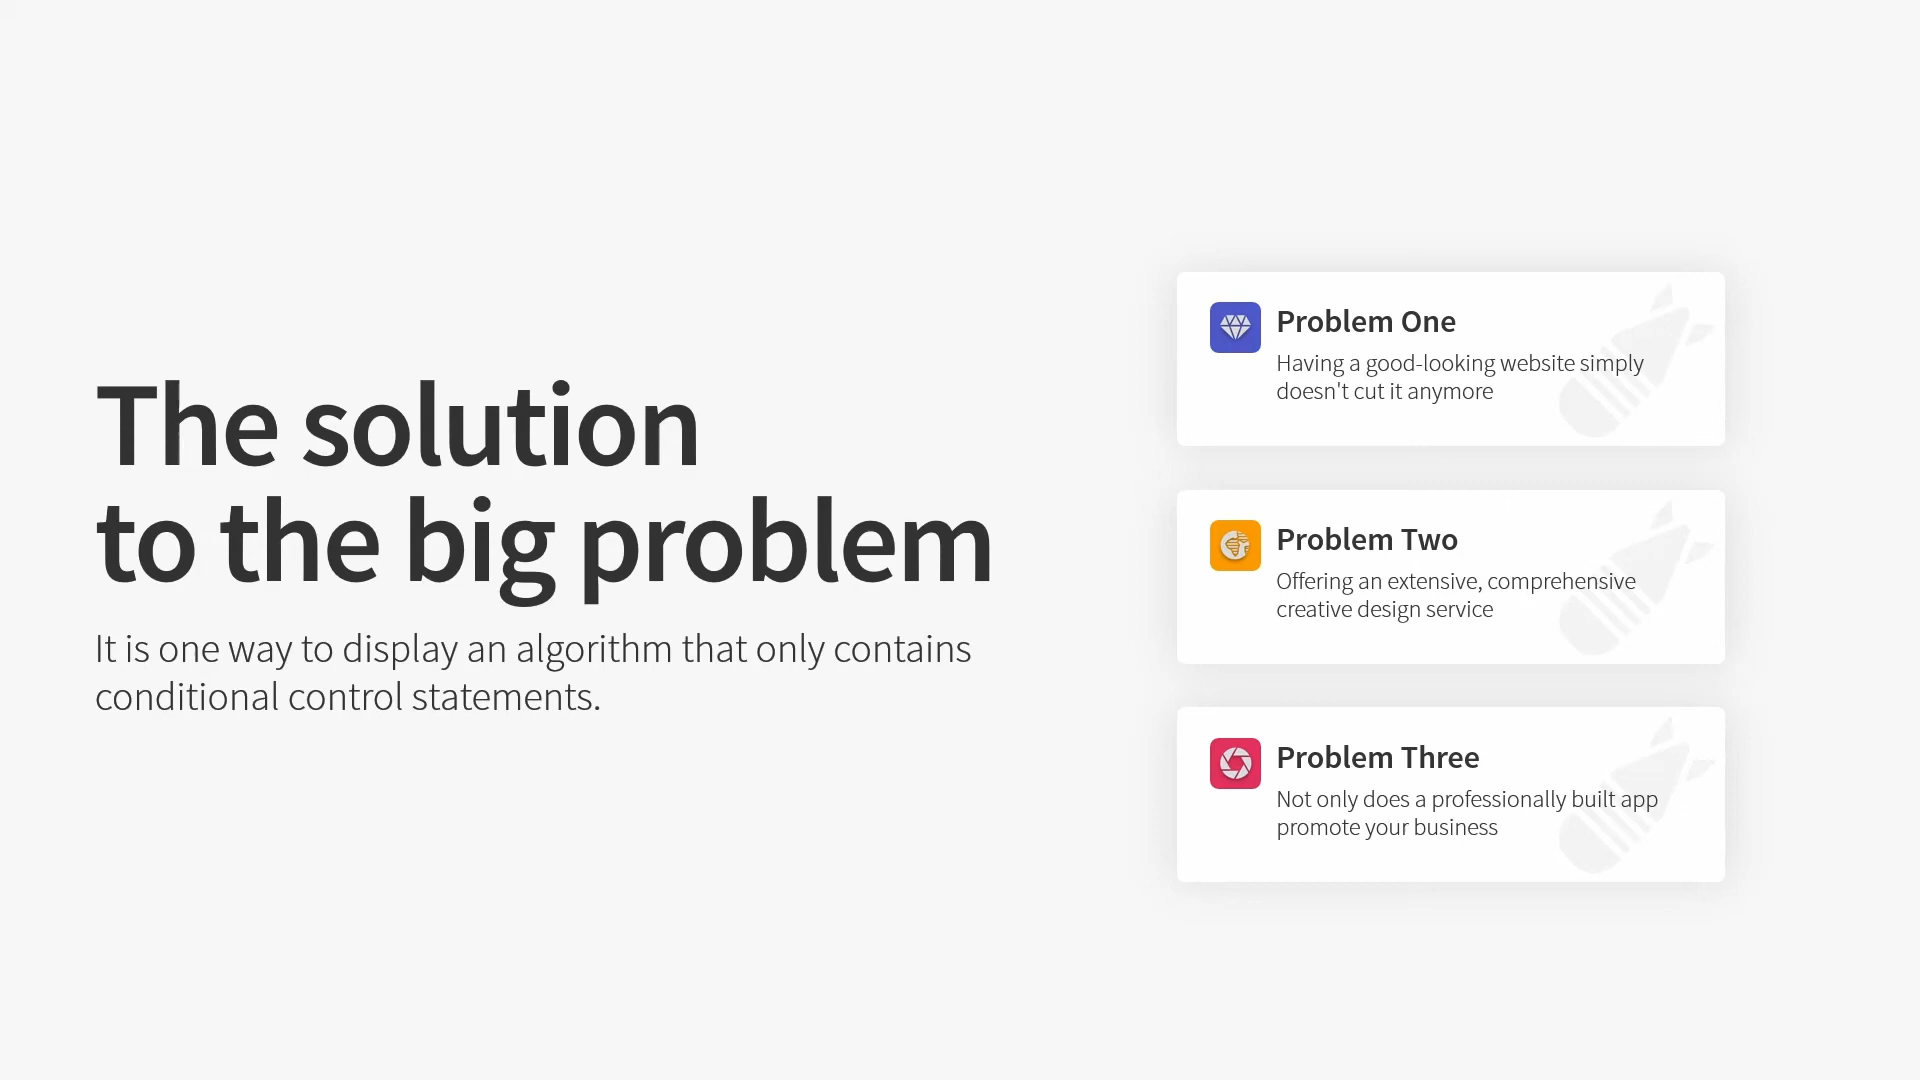 The solution
to the big problem
It is one way to display an algorithm that only contains
conditional control statements.
Problem One
Having a good-looking website simply
doesn't cut it anymore
Problem Two
Offering an extensive, comprehensive
creative design service
Problem Three
Not only does a professionally built app
promote your business